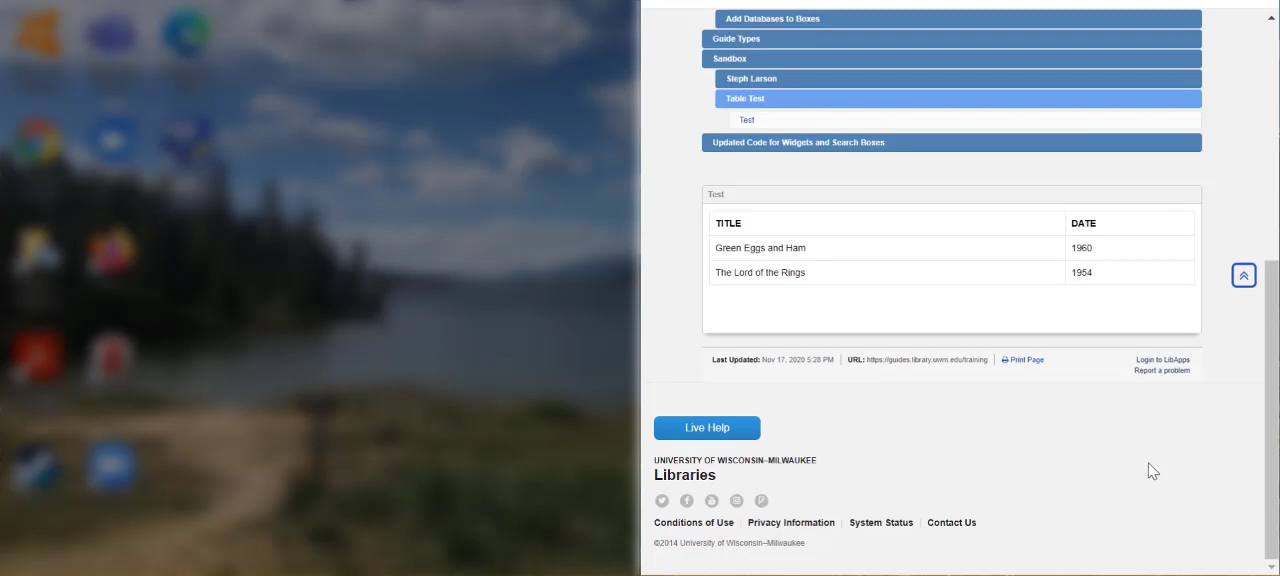 Add Databases to Boxes
Guide Types
Sandbox
Steph Larson
Table Test
Test
Updated Code for Widgets and Search Boxes
Test
TITLE DATE
Green Eggs and Ham 1960
The Lord of the Rings 1954
Last Updated: Nov 17, 2020 5:28 PM URL: https://guides.library.uwm.edu/training Print Page Login to LibApps
Report a problem
Live Help
UNIVERSITY OF WISCONSIN–MILWAUKEE
Libraries
Conditions of Use Privacy Information System Status Contact Us
©2014 University of Wisconsin–Milwaukee